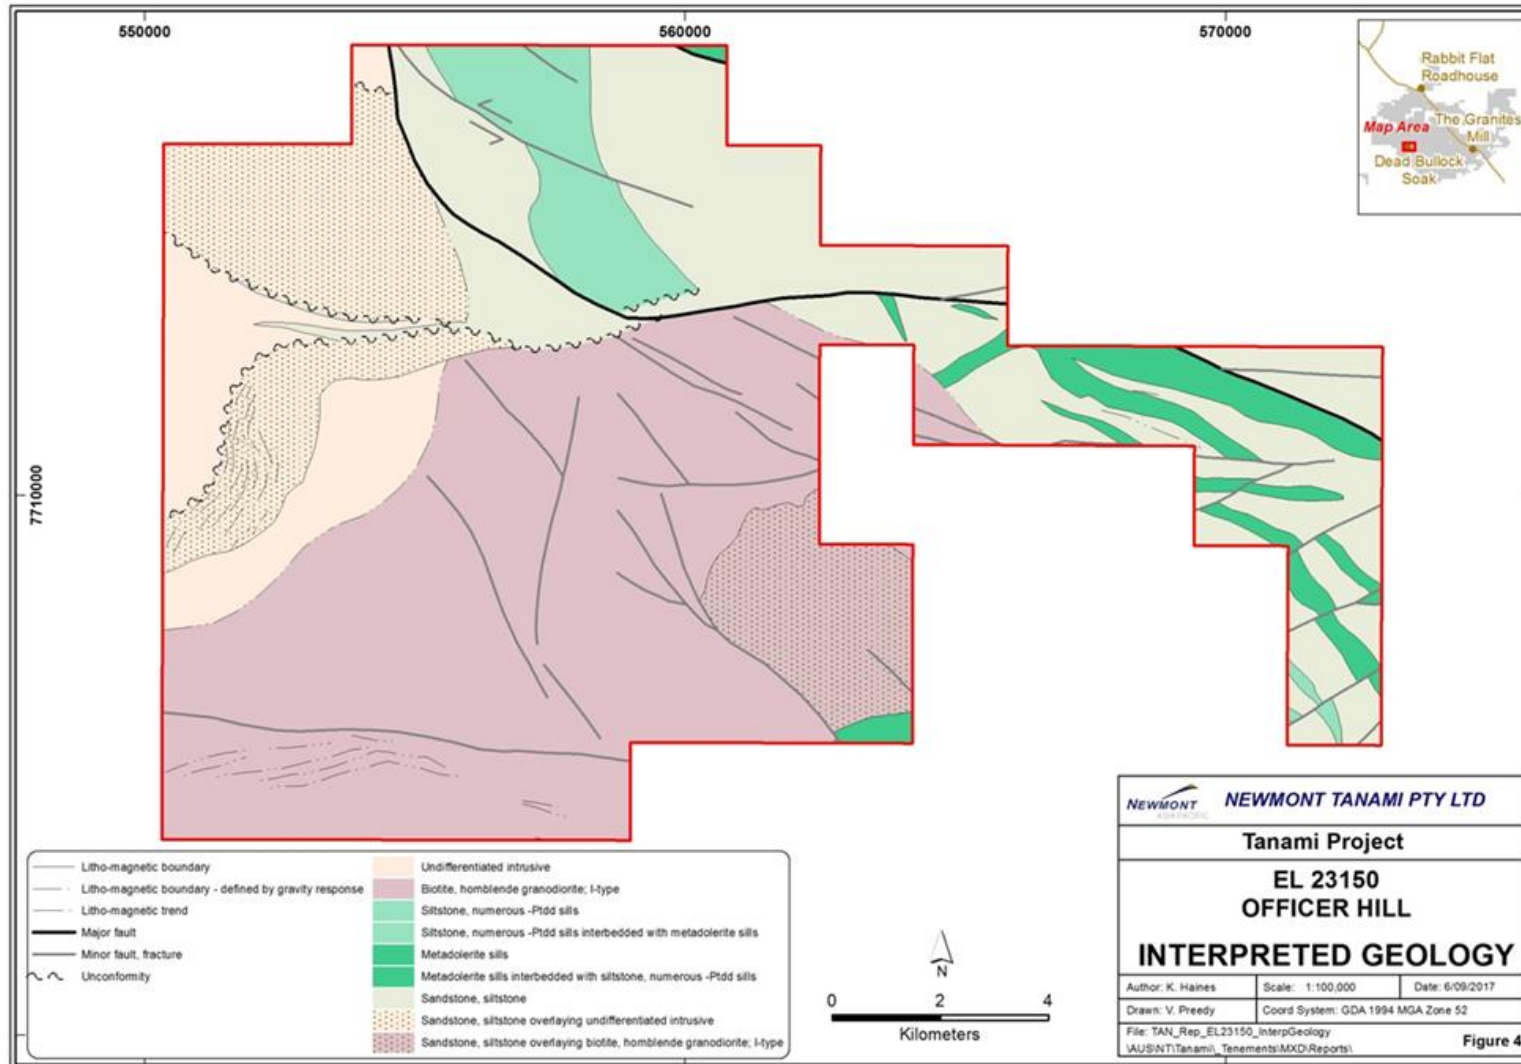 550000
560000
570000
7710000
Rabbit Flat
Roadhouse
Map Area
The Granites
Mill
Dead Bullock
Soak
Litho-magnetic boundary
Litho-magnetic boundary - defined by gravity response
Litho-magnetic trend
Major fault
Minor fault, fracture
Unconformity
Undifferentiated intrusive
Biotite, homblende granodiorite; I-type
Siltstone, numerous -Ptdd sills
Siltstone, numerous -Ptdd sills interbedded with metadolerite sills
Metadolerite sills
Metadolerite sills interbedded with siltstone, numerous -Ptdd sills
Sandstone, siltstone
Sandstone, siltstone overlaying undifferentiated intrusive
Sandstone, siltstone overlaying biotite, homblende granodiorite; I-type
N
0 2 4
Kilometers
NEWMONT
ASIA PACIFIC
NEWMONT TANAMI PTY LTD
Tanami Project
EL 23150
OFFICER HILL
INTERPRETED GEOLOGY
Author: K. Haines Scale: 1:100,000 Date: 6/09/2017
Drawn: V. Preedy Coord System: GDA 1994 MGA Zone 52
File: TAN_Rep_EL23150_InterpGeology
\AUS\NT\Tanami\_Tenements\MXD\Reports\
Figure 4